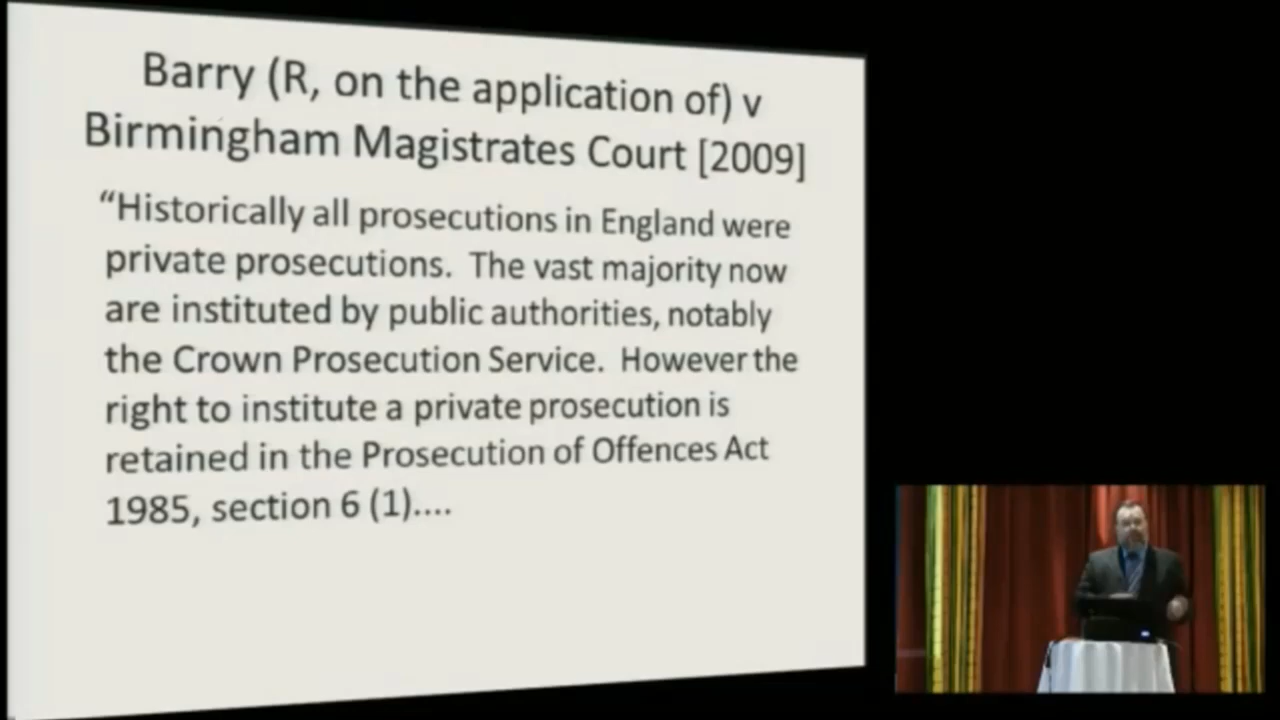 Barry (R, on the application of) v
Birmingham Magistrates Court [2009]
“Historically all prosecutions in England were
private prosecutions. The vast majority now
are instituted by public authorities, notably
the Crown Prosecution Service. However the
right to institute a private prosecution is
retained in the Prosecution of Offences Act
1985, section 6 (1)....